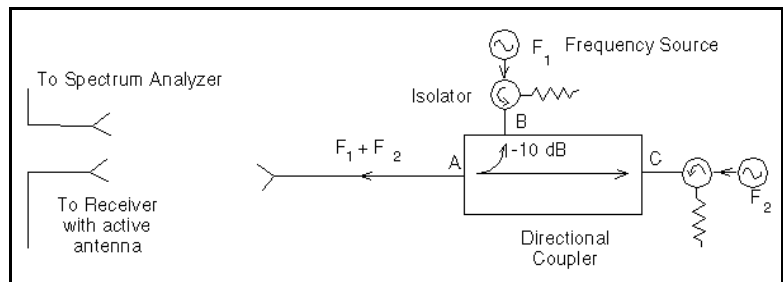 F1 Frequency Source
To Spectrum Analyzer
Isolator
B
F1 + F2
A
-10 dB
C
F2
To Receiver
with active
antenna
Directional
Coupler